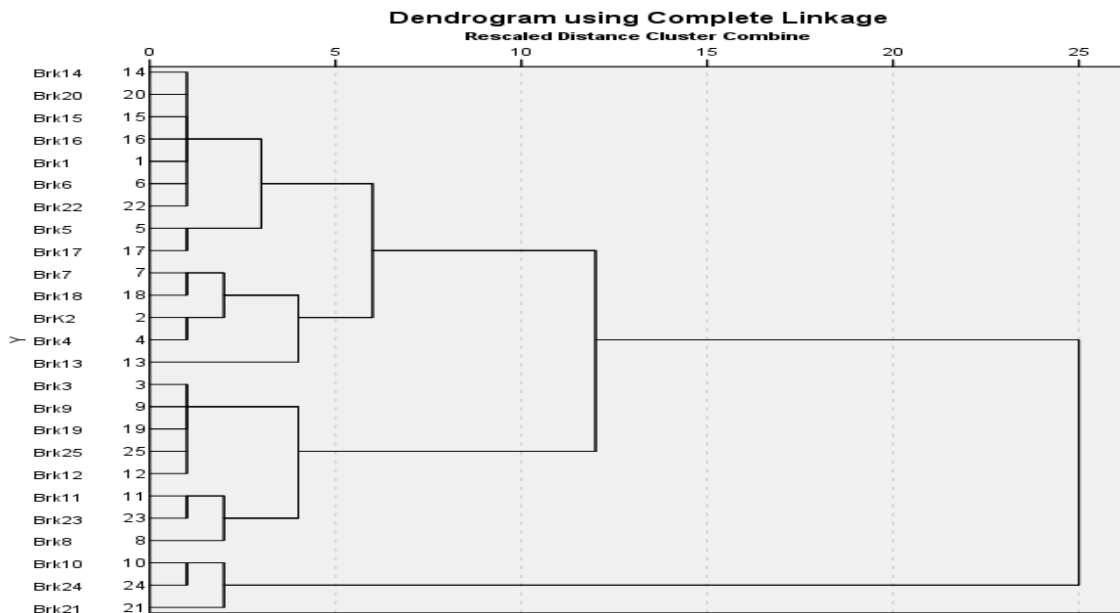 Dendrogram using Complete Linkage
Rescaled Distance Cluster Combine
0 5 10 15 20 25
Brk14 14
Brk20 20
Brk15 15
Brk16 16
Brk1 1
Brk6 6
Brk22 22
Brk5 5
Brk17 17
Brk7 7
Brk18 18
BrK2 2
Y
Brk4 4
Brk13 13
Brk3 3
Brk9 9
Brk19 19
Brk25 25
Brk12 12
Brk11 11
Brk23 23
Brk8 8
Brk10 10
Brk24 24
Brk21 21